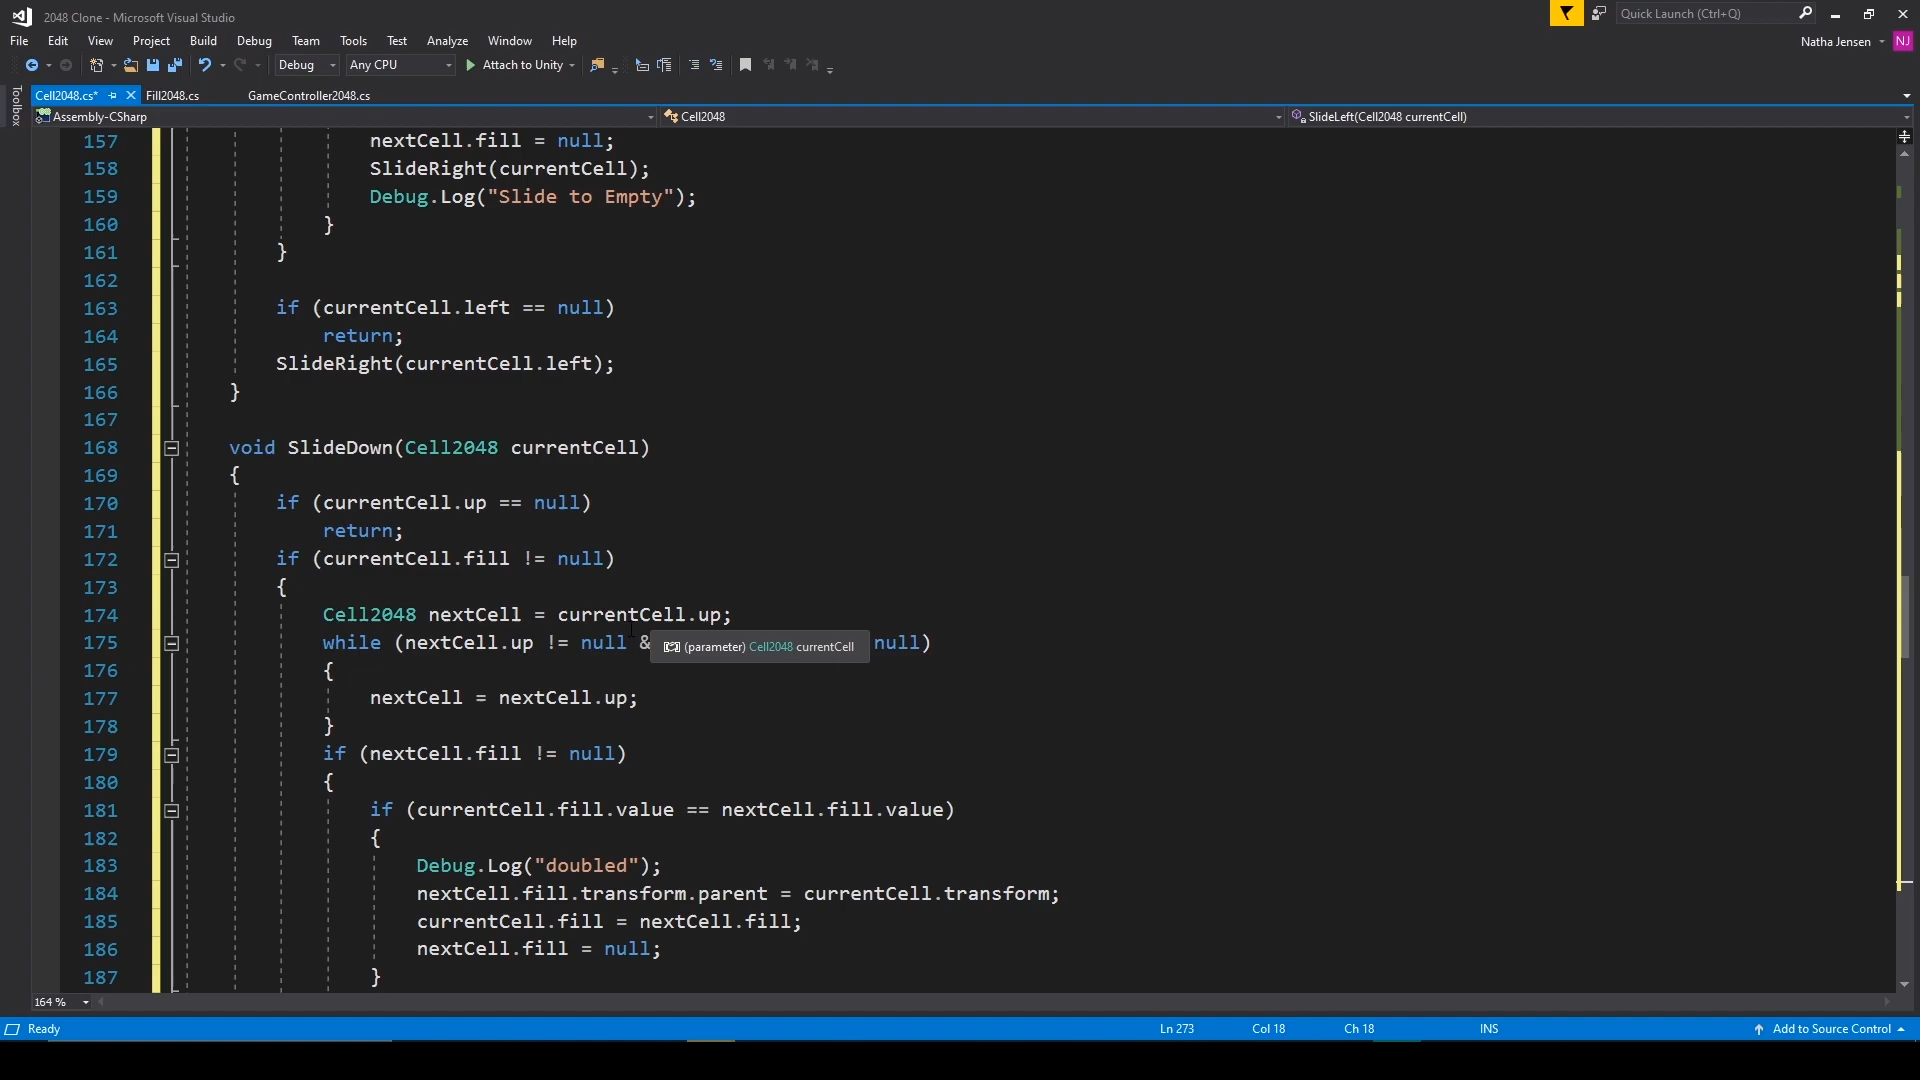 2048 Clone - Microsoft Visual Studio
Quick Launch (Ctrl+Q)
File Edit View Project Build Debug Team Tools Test Analyze Window Help
Natha Jensen NJ
Debug Any CPU Attach to Unity
Toolbox
Cell2048.cs* Fill2048.cs GameController2048.cs
Assembly-CSharp Cell2048 SlideLeft(Cell2048 currentCell)
157 nextCell.fill = null;
158 SlideRight(currentCell);
159 Debug.Log("Slide to Empty");
160 }
161 }
162
163 if (currentCell.left == null)
164 return;
165 SlideRight(currentCell.left);
166 }
167
168 void SlideDown(Cell2048 currentCell)
169 {
170 if (currentCell.up == null)
171 return;
172 if (currentCell.fill != null)
173 {
174 Cell2048 nextCell = currentCell.up;
175 while (nextCell.up != null & null)
(parameter) Cell2048 currentCell
176 {
177 nextCell = nextCell.up;
178 }
179 if (nextCell.fill != null)
180 {
181 if (currentCell.fill.value == nextCell.fill.value)
182 {
183 Debug.Log("doubled");
184 nextCell.fill.transform.parent = currentCell.transform;
185 currentCell.fill = nextCell.fill;
186 nextCell.fill = null;
187 }
164 %
Ready Ln 273 Col 18 Ch 18 INS Add to Source Control